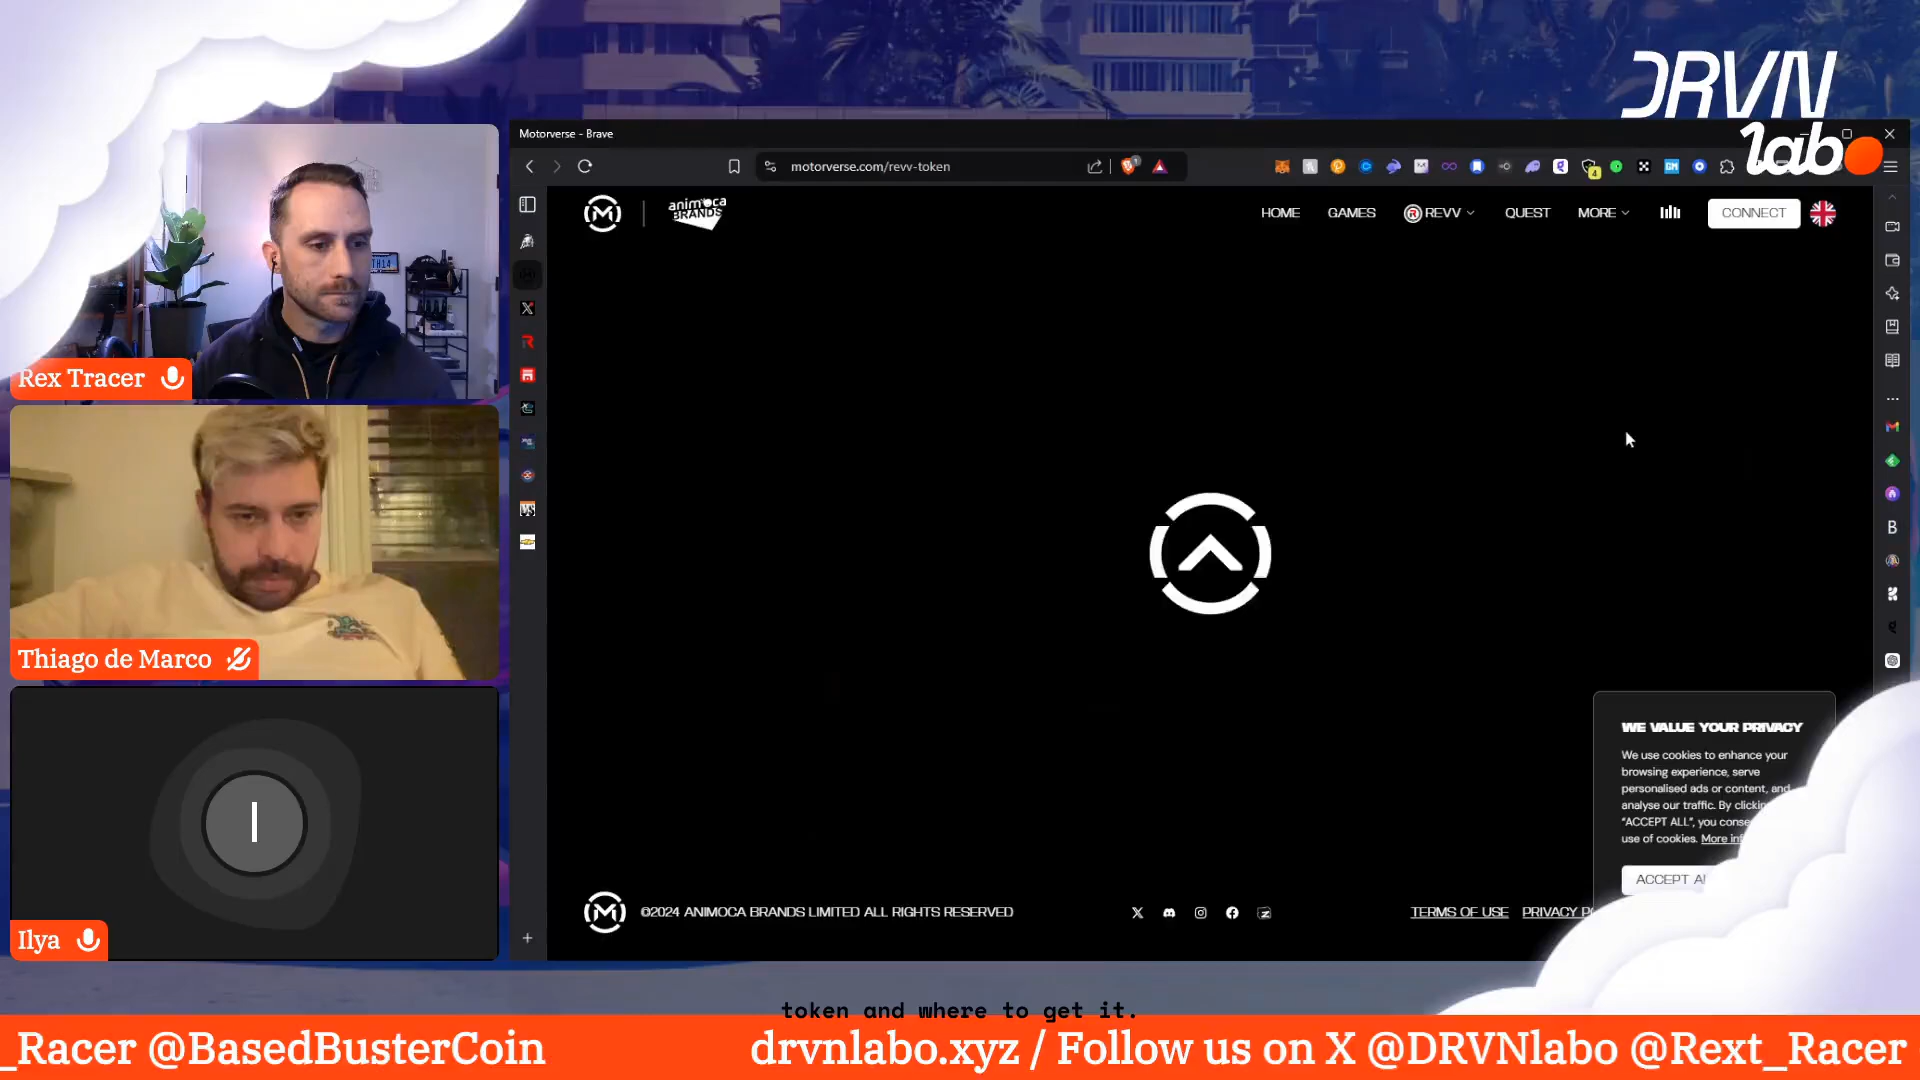 DRVN
labo
Motorverse - Brave
motorverse.com/revv-token
animoca
BRANDS
HOME
GAMES
REVV
QUEST
MORE
CONNECT
Rex Tracer
Thiago de Marco
I
Ilya
WE VALUE YOUR PRIVACY
We use cookies to enhance your
browsing experience, serve
personalised ads or content, and
analyse our traffic. By
"ACCEPT ALL", you
use of cookies. More
ACCEPT
©2024 ANIMOCA BRANDS LIMITED ALL RIGHTS RESERVED
TERMS OF USE
PRIVACY
token and where to get it.
_Racer @BasedBusterCoin
drvnlabo.xyz / Follow us on X @DRVNlabo @Rext_Racer